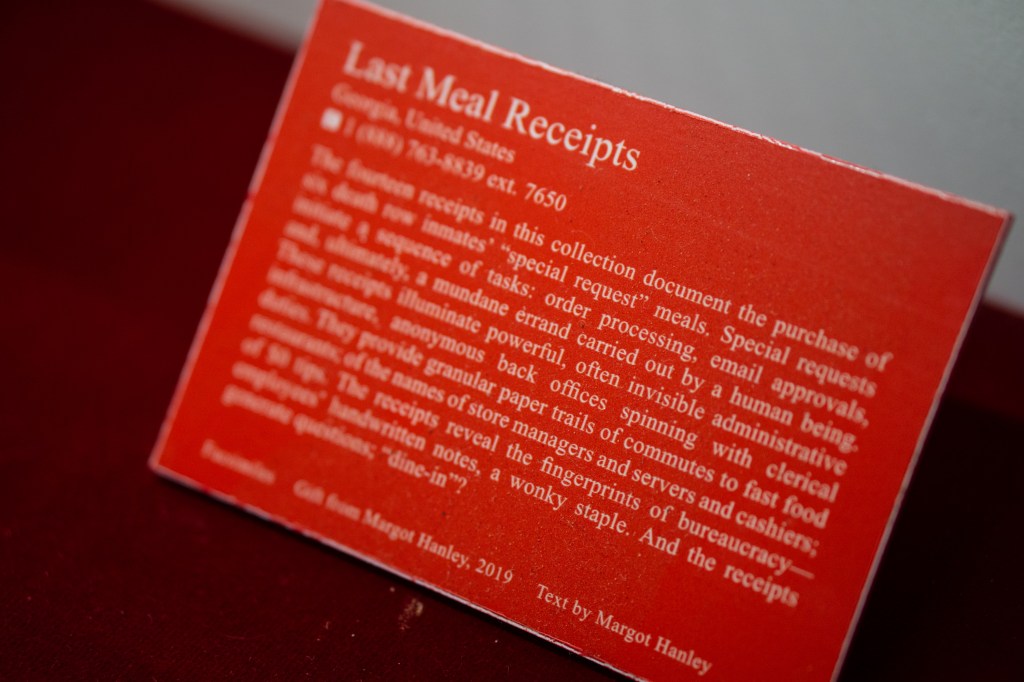 Last Meal Receipts
Georgia, United States
1 (888) 763-8839 ext. 7650
The fourteen receipts in this collection document the purchase of
six death row inmates’ “special request” meals. Special requests
initiate a sequence of tasks: order processing, email approvals,
and, ultimately, a mundane errand carried out by a human being.
These receipts illuminate powerful, often invisible administrative
infrastructure, anonymous back offices spinning with clerical
duties. They provide granular paper trails of commutes to fast food
restaurants; of the names of store managers and servers and cashiers;
of $0 tips. The receipts reveal the fingerprints of bureaucracy—
employees’ handwritten notes, a wonky staple. And the receipts
generate questions; “dine-in”?
Facsimiles Gift from Margot Hanley, 2019 Text by Margot Hanley